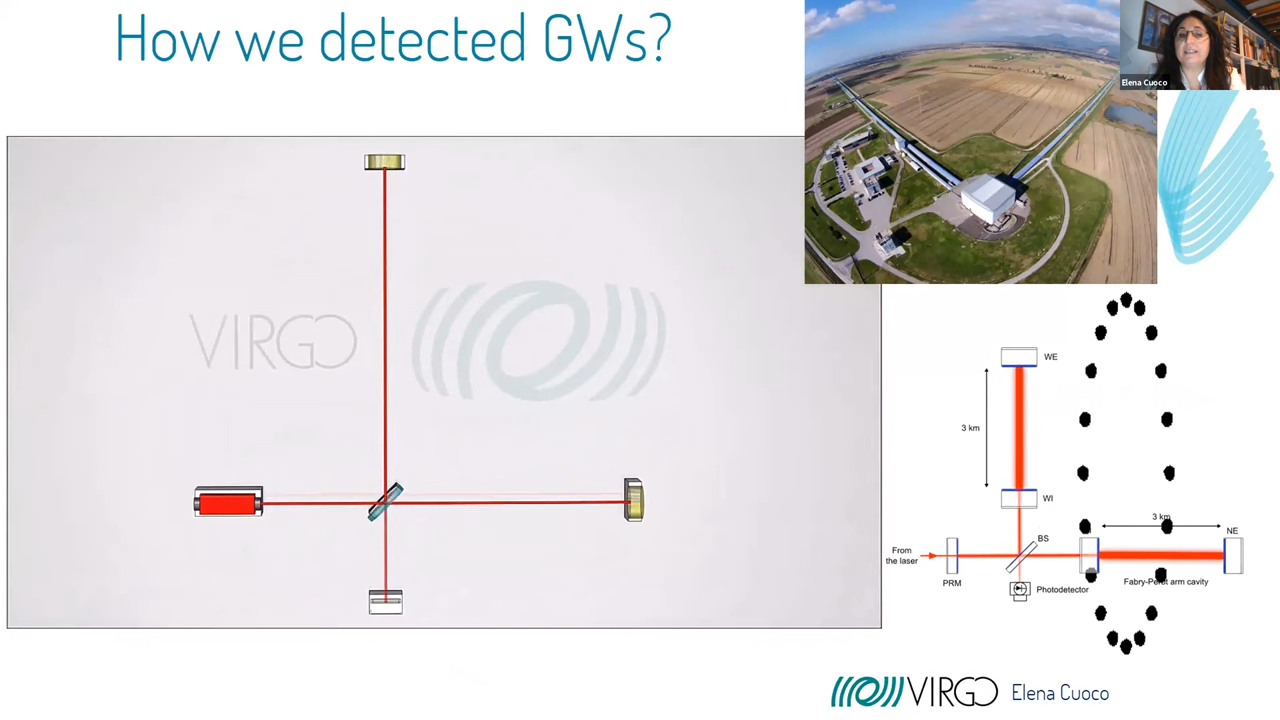 How we detected GWs?
Elena Cuoco
VIRGO
WE
3 km
WI
3 km
NE
BS
From
the laser
PRM
Fabry-Perot arm cavity
Photodetector
VIRGO Elena Cuoco